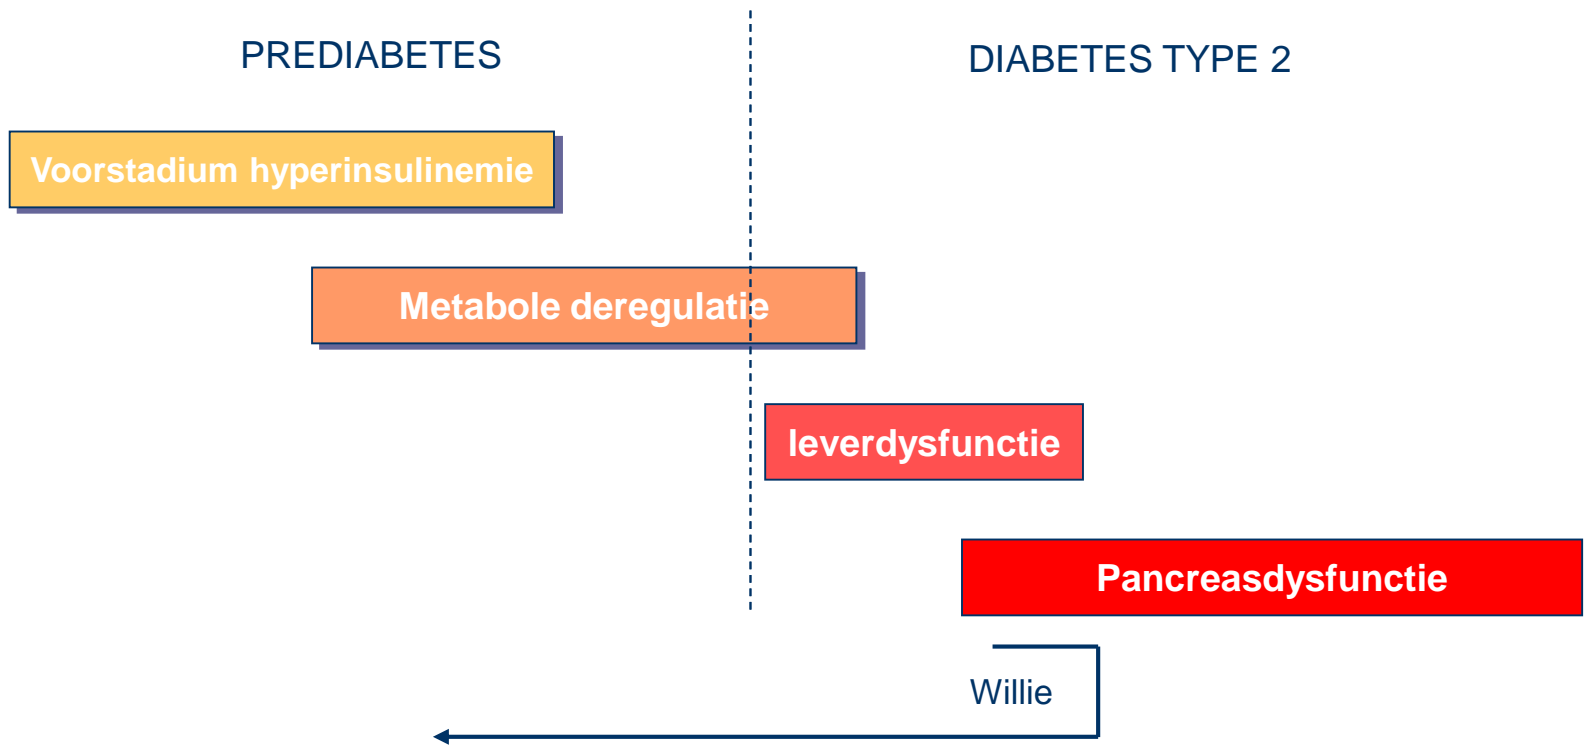 PREDIABETES
DIABETES TYPE 2
Voorstadium hyperinsulinemie
Metabole deregulatie
leverdysfunctie
Pancreasdysfunctie
Willie